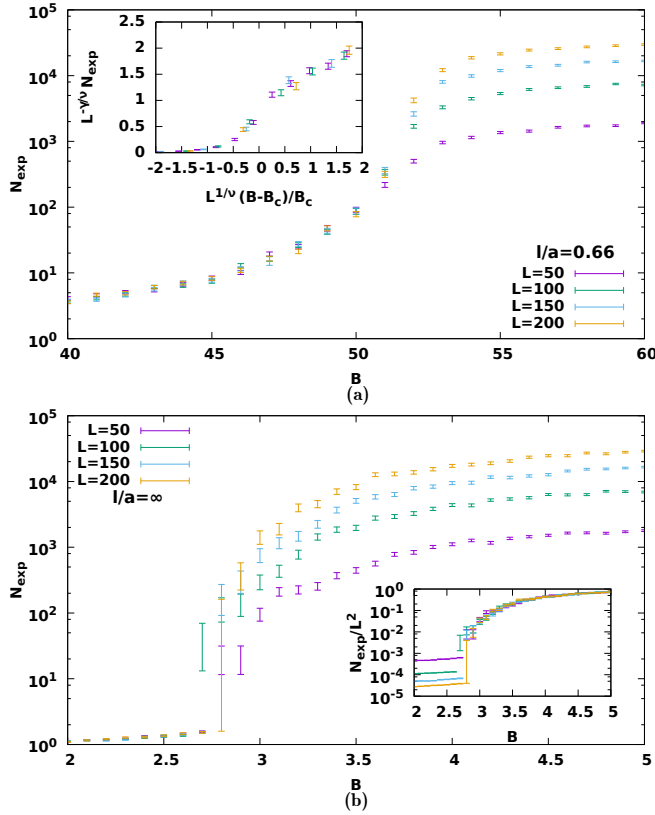 10^5
10^4
10^3
10^2
10^1
10^0
N_exp
40
45
50
55
60
B
(a)
2.5
2
1.5
1
0.5
0
L^-γ/ν N_exp
-2 -1.5 -1 -0.5 0 0.5 1 1.5 2
L^1/ν (B-B_c)/B_c
l/a=0.66
L=50
L=100
L=150
L=200
10^5
10^4
10^3
10^2
10^1
10^0
N_exp
L=50
L=100
L=150
L=200
l/a=∞
10^0
10^-1
10^-2
10^-3
10^-4
10^-5
N_exp/L^2
2 2.5 3 3.5 4 4.5 5
B
2 2.5 3 3.5 4 4.5 5
B
(b)